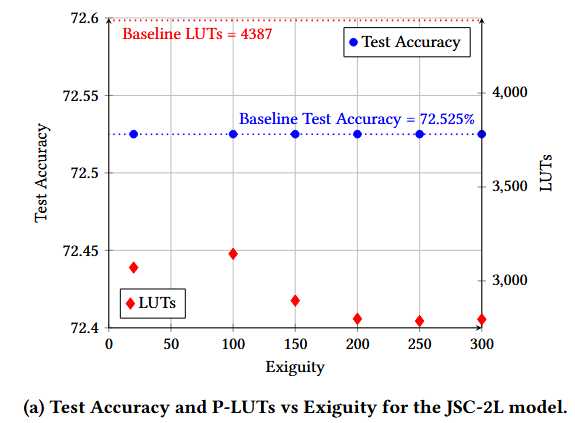 72.6
Baseline LUTs = 4387
Test Accuracy
72.55
4,000
Baseline Test Accuracy = 72.525%
Test Accuracy
72.5
3,500
LUTs
72.45
3,000
LUTs
72.4
0 50 100 150 200 250 300
Exiguity
(a) Test Accuracy and P-LUTs vs Exiguity for the JSC-2L model.